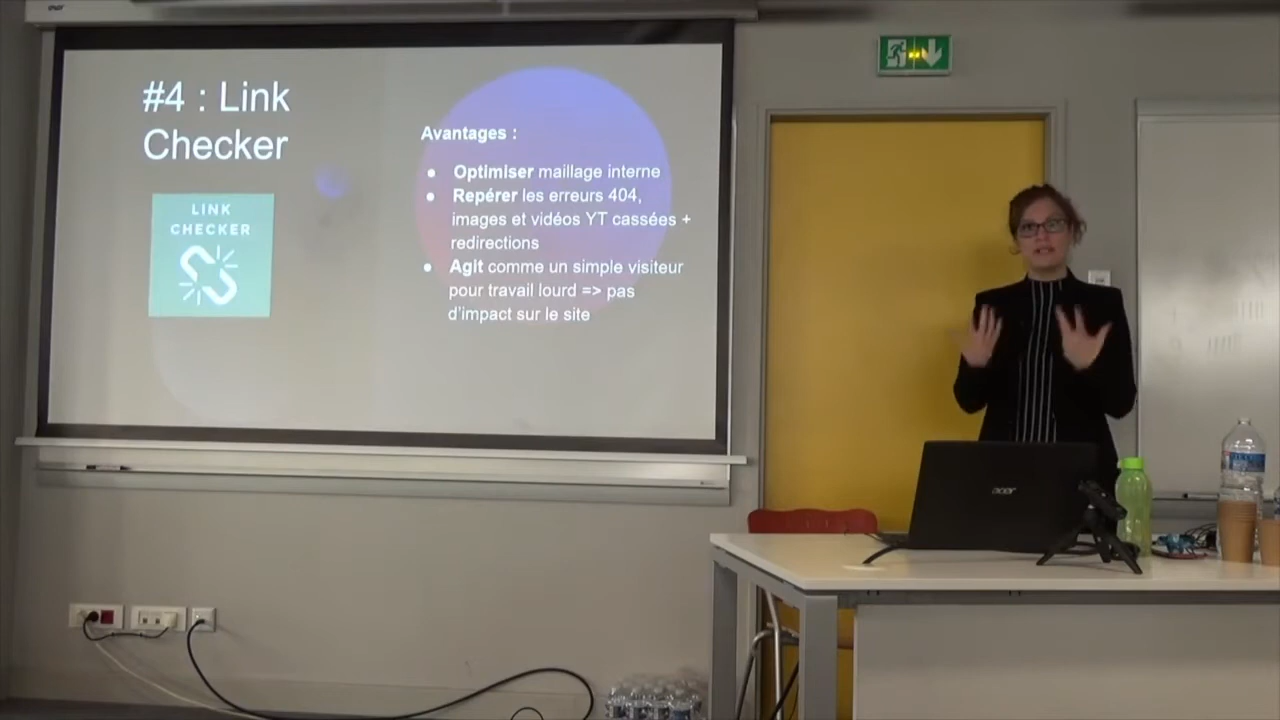 #4 : Link
Checker
LINK
CHECKER
Avantages :
● Optimiser maillage interne
● Repérer les erreurs 404,
images et vidéos YT cassées +
redirections
● Agit comme un simple visiteur
pour travail lourd => pas
d'impact sur le site
acer